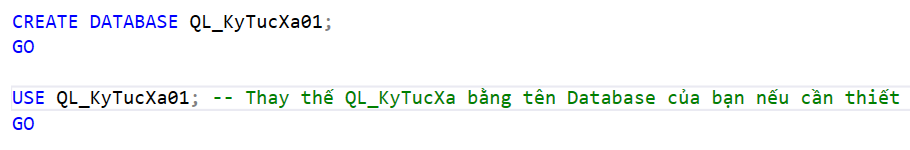 CREATE DATABASE QL_KyTucXa01;
GO
USE QL_KyTucXa01; -- Thay thế QL_KyTucXa bằng tên Database của bạn nếu cần thiết
GO